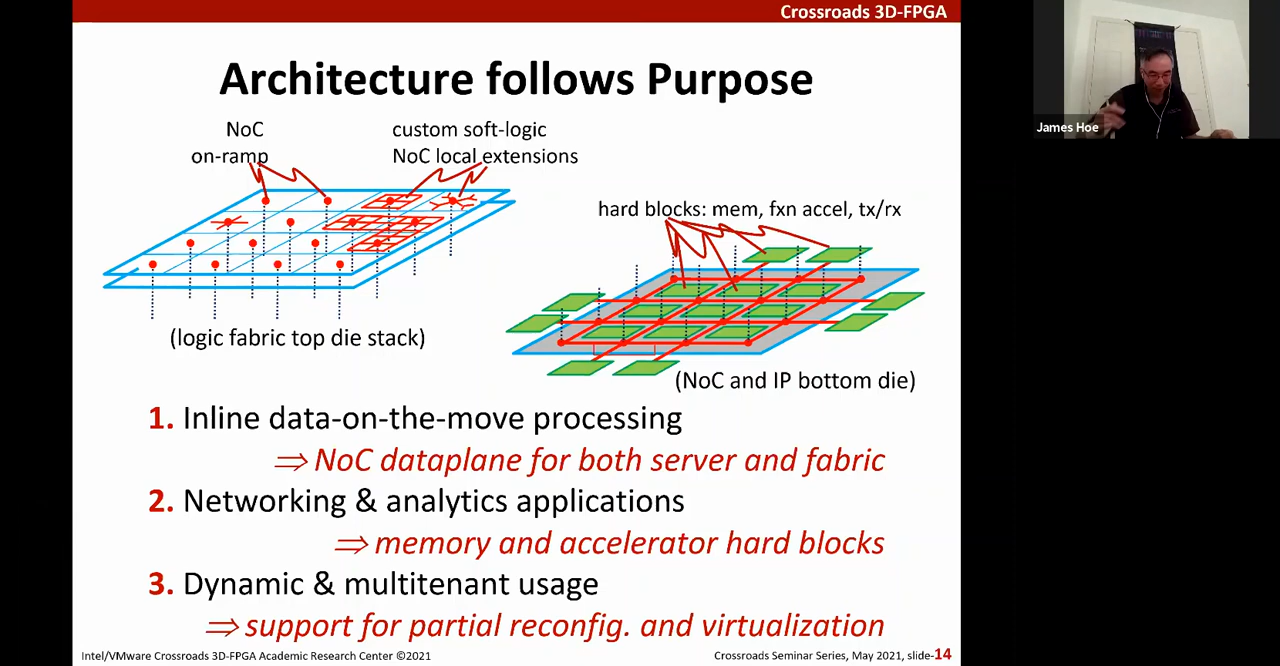 Crossroads 3D-FPGA
Architecture follows Purpose
NoC
on-ramp
custom soft-logic
NoC local extensions
hard blocks: mem, fxn accel, tx/rx
(logic fabric top die stack)
(NoC and IP bottom die)
1. Inline data-on-the-move processing
⇒ NoC dataplane for both server and fabric
2. Networking & analytics applications
⇒ memory and accelerator hard blocks
3. Dynamic & multitenant usage
⇒ support for partial reconfig. and virtualization
Intel/VMware Crossroads 3D-FPGA Academic Research Center ©2021
Crossroads Seminar Series, May 2021, slide-14
James Hoe